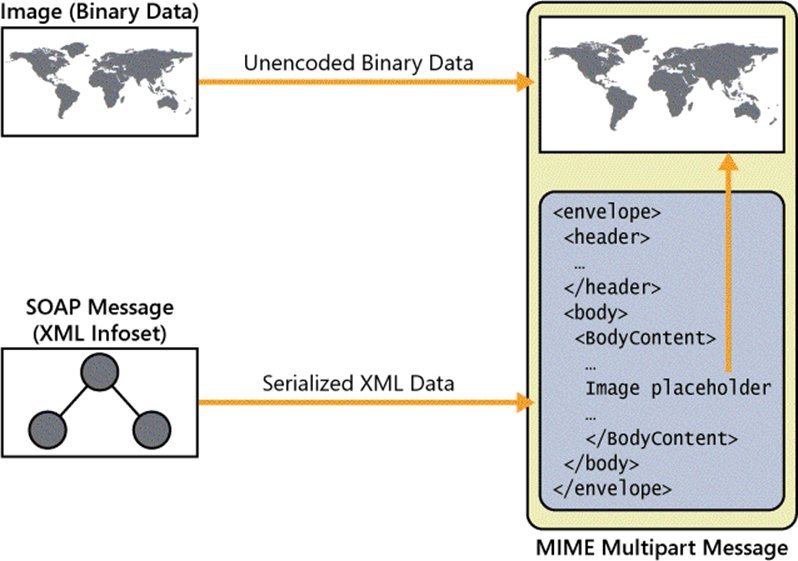 Image (Binary Data)
Unencoded Binary Data
SOAP Message
(XML Infoset)
Serialized XML Data
<envelope>
<header>
…
</header>
<body>
<BodyContent>
…
Image placeholder
…
</BodyContent>
</body>
</envelope>
MIME Multipart Message